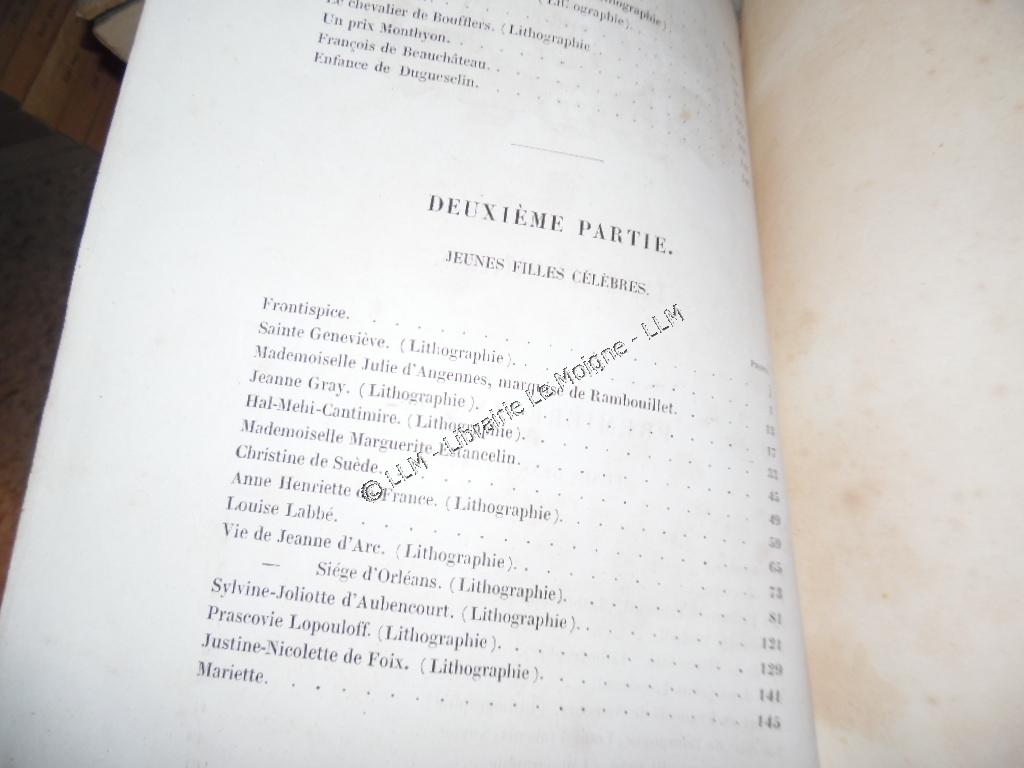 (Lithographie).
Le chevalier de Boufflers. (Lithographie
Un prix Monthyon.
François de Beauchâteau.
Enfance de Duguesclin.
DEUXIÈME PARTIE.
JEUNES FILLES CÉLÈBRES.
Frontispice.
Sainte Geneviève. (Lithographie). 1
Mademoiselle Julie d'Angennes, marquise de Rambouillet. 13
Jeanne Gray. (Lithographie). 17
Hal-Mehi-Cantimire. (Lithographie). 33
Mademoiselle Marguerite Estancelin. 45
Christine de Suède. 49
Anne Henriette de France. (Lithographie). 59
Louise Labbé. 65
Vie de Jeanne d'Arc. (Lithographie). 73
— Siége d'Orléans. (Lithographie). 81
Sylvine-Joliotte d'Aubencourt. (Lithographie). 121
Prascovie Lopouloff. (Lithographie). 129
Justine-Nicolette de Foix. (Lithographie). 141
Mariette. 145
© LLM - Librairie Le Moigne - LLM